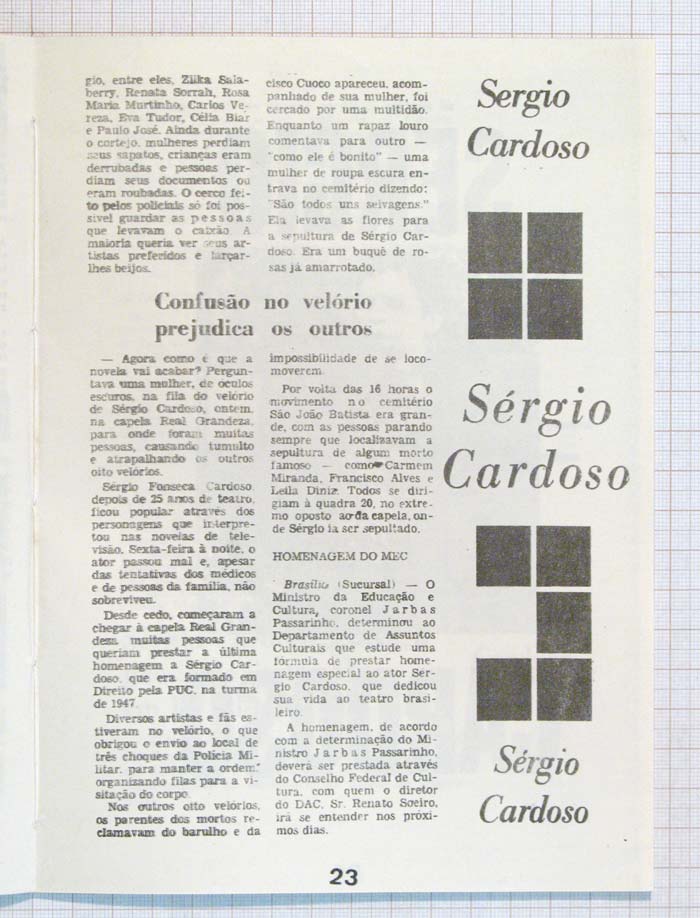 gio, entre eles, Zilka Sala-
berry, Renata Sorrah, Rosa
Maria Murtinho, Carlos Ve-
reza, Eva Tudor, Célia Biar
e Paulo José. Ainda durante
o cortejo, mulheres perdiam
seus sapatos, crianças eram
derrubadas e pessoas per-
diam seus documentos ou
eram roubadas. O cerco fei-
to pelos policiais só foi pos-
sível guardar as pessoas
que levavam o caixão. A
maioria queria ver seus ar-
tistas preferidos e lançar-
lhes beijos.
cisco Cuoco apareceu, acom-
panhado de sua mulher, foi
cercado por uma multidão.
Enquanto um rapaz louro
comentava para outro —
"como ele é bonito" — uma
mulher de roupa escura en-
trava no cemitério dizendo:
"São todos uns selvagens."
Ela levava as flores para
a sepultura de Sérgio Car-
doso. Era um buquê de ro-
sas já amarrotado.
Confusão no velório
prejudica os outros
— Agora como é que a
novela vai acabar? Pergun-
tava uma mulher, de óculos
escuros, na fila do velório
de Sérgio Cardoso, ontem,
na capela Real Grandeza,
para onde foram muitas
pessoas, causando tumulto
e atrapalhando os outros
oito velórios.
Sérgio Fonseca Cardoso,
depois de 25 anos de teatro,
ficou popular através dos
personagens que interpre-
tou nas novelas de tele-
visão. Sexta-feira à noite, o
ator passou mal e, apesar
das tentativas dos médicos
e de pessoas da família, não
sobreviveu.
Desde cedo, começaram a
chegar à capela Real Gran-
deza muitas pessoas que
queriam prestar a última
homenagem a Sérgio Car-
doso, que era formado em
Direito pela PUC, na turma
de 1947.
Diversos artistas e fãs es-
tiveram no velório, o que
obrigou o envio ao local de
três choques da Polícia Mi-
litar, para manter a ordem,
organizando filas para a vi-
sitação do corpo.
Nos outros oito velórios,
os parentes dos mortos re-
clamavam do barulho e da
impossibilidade de se loco-
moverem.
Por volta das 16 horas o
movimento no cemitério
São João Batista era gran-
de, com as pessoas parando
sempre que localizavam a
sepultura de algum morto
famoso — como Carmem
Miranda, Francisco Alves e
Leila Diniz. Todos se diri-
giam à quadra 20, no extre-
mo oposto ao da capela, on-
de Sérgio ia ser sepultado.
HOMENAGEM DO MEC
Brasília (Sucursal) — O
Ministro da Educação e
Cultura, coronel Jarbas
Passarinho, determinou ao
Departamento de Assuntos
Culturais que estude uma
fórmula de prestar home-
nagem especial ao ator Sér-
gio Cardoso, que dedicou
sua vida ao teatro brasi-
leiro.
A homenagem, de acordo
com a determinação do Mi-
nistro Jarbas Passarinho,
deverá ser prestada através
do Conselho Federal de Cul-
tura, com quem o diretor
do DAC, Sr. Renato Soeiro,
irá se entender nos próxi-
mos dias.
Sergio
Cardoso
Sérgio
Cardoso
Sérgio
Cardoso
23